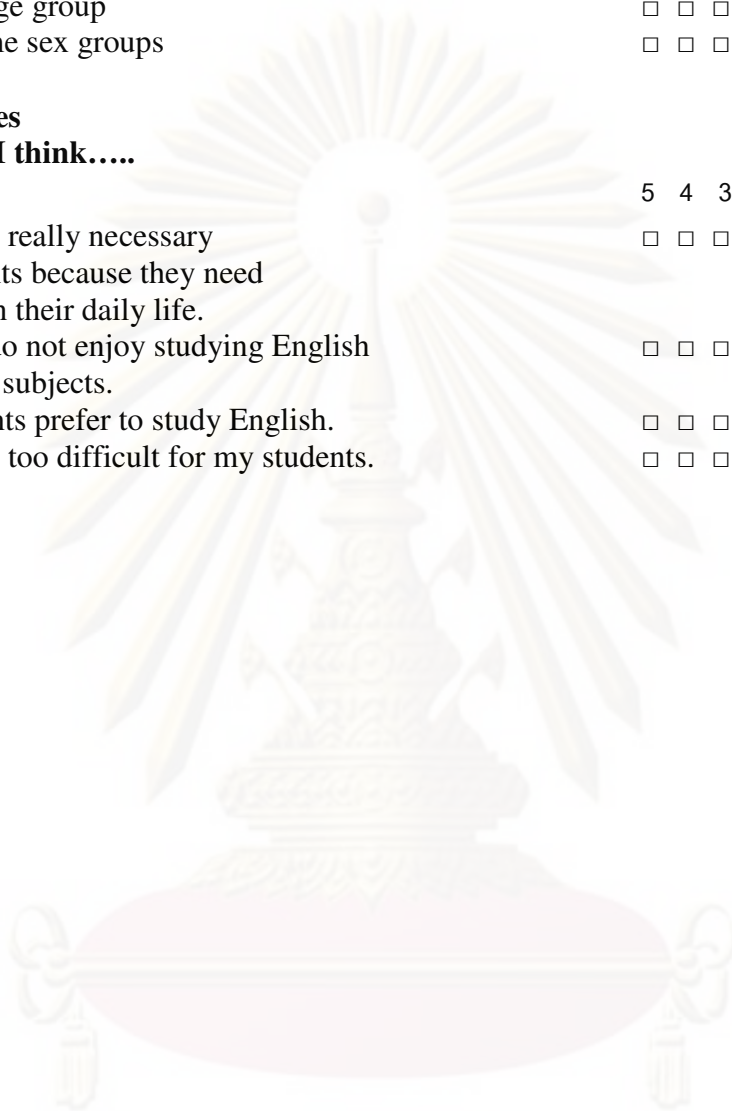 ge group □ □ □
ne sex groups □ □ □
es
I think…..
5 4 3
really necessary □ □ □
ts because they need
n their daily life.
o not enjoy studying English □ □ □
subjects.
nts prefer to study English. □ □ □
too difficult for my students. □ □ □